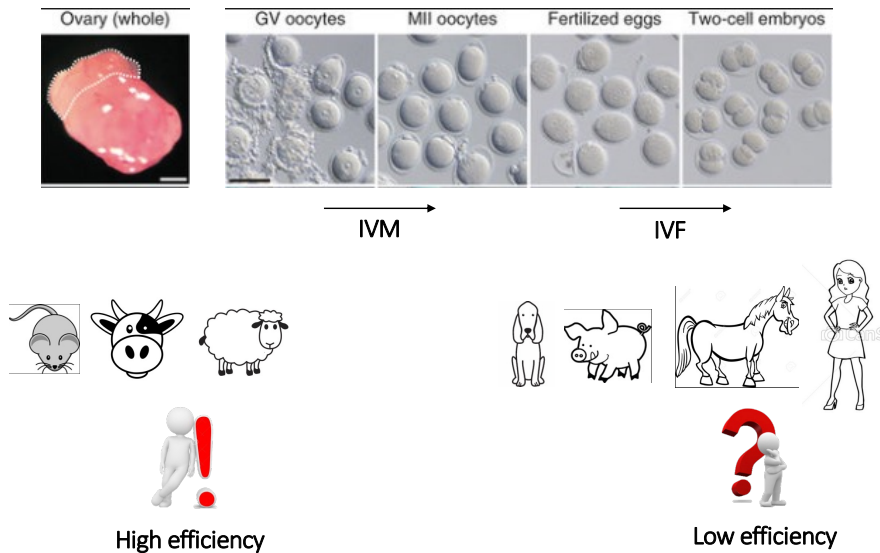 Ovary (whole)
GV oocytes
MII oocytes
Fertilized eggs
Two-cell embryos
IVM
IVF
High efficiency
Low efficiency